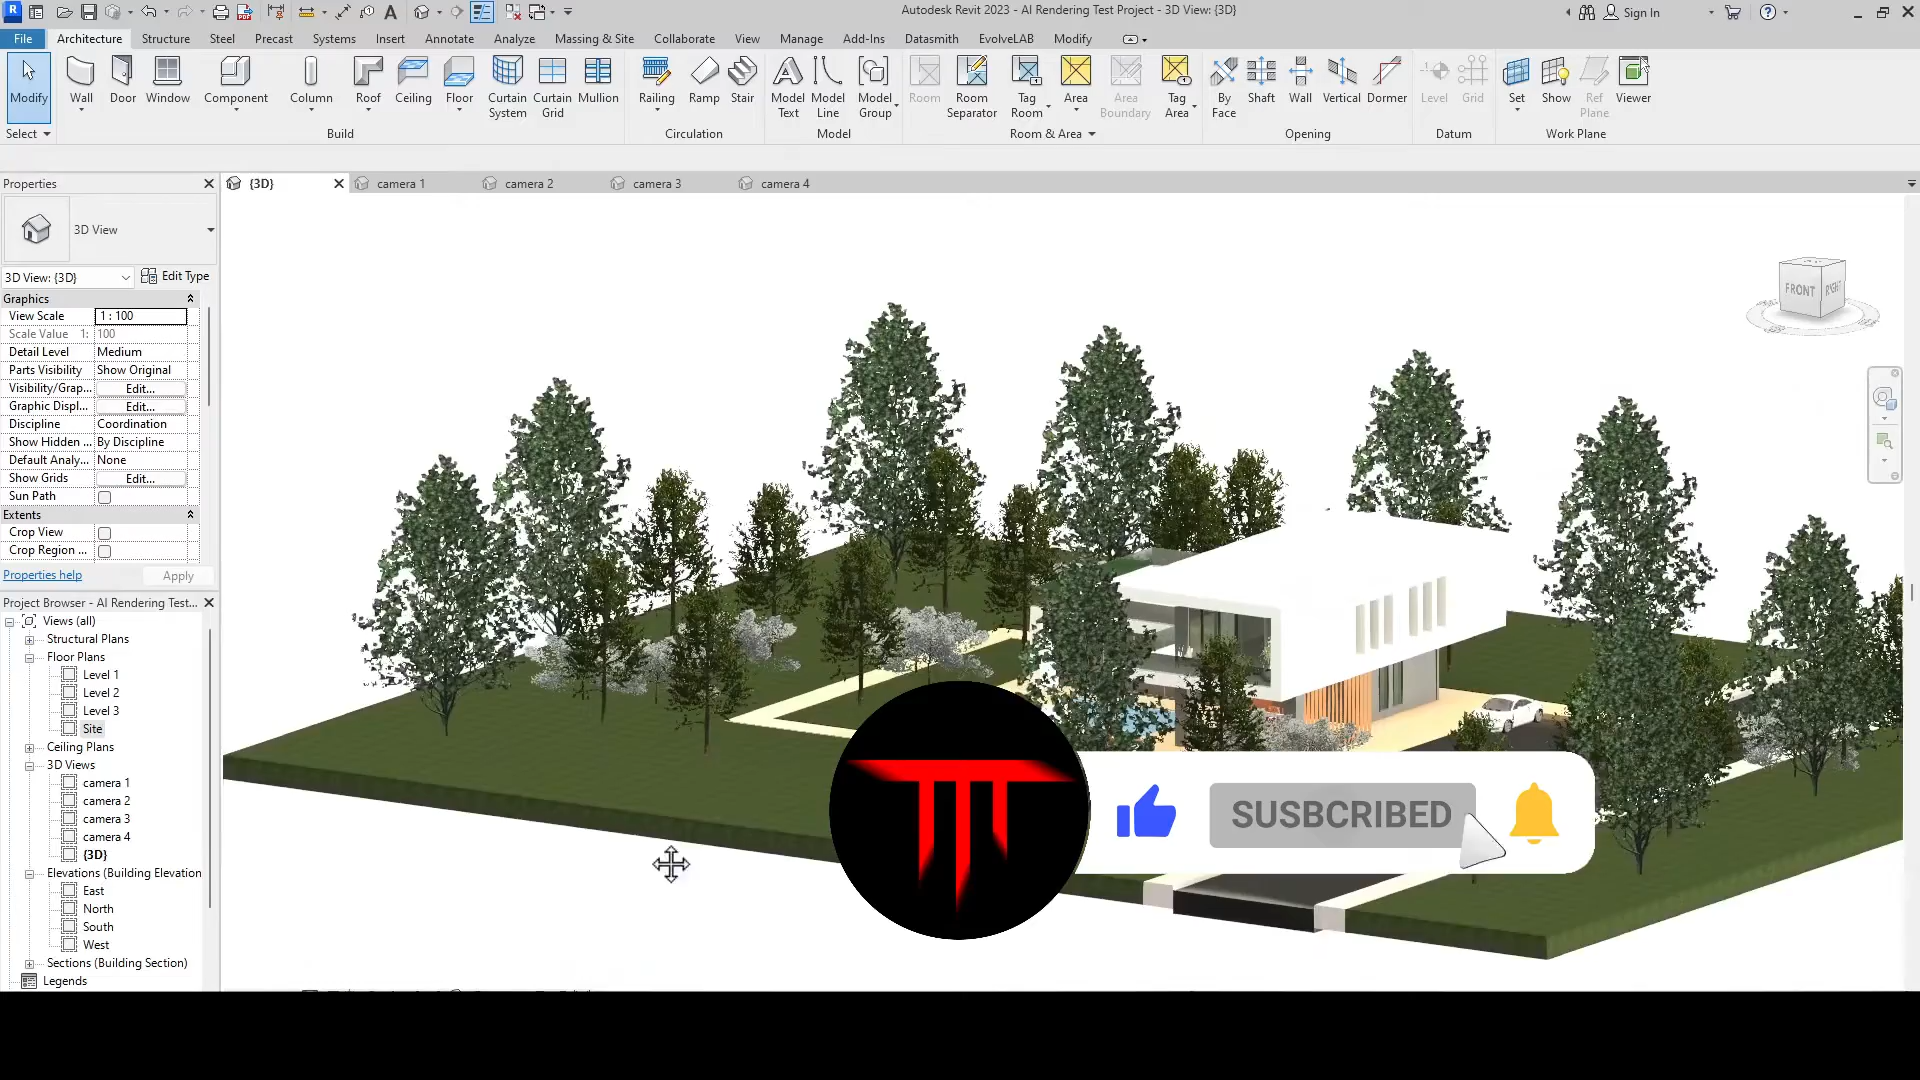 Autodesk Revit 2023 - AI Rendering Test Project - 3D View: {3D}
Sign In
File Architecture Structure Steel Precast Systems Insert Annotate Analyze Massing & Site Collaborate View Manage Add-Ins Datasmith EvolveLAB Modify
Modify Wall Door Window Component Column Roof Ceiling Floor Curtain System Curtain Grid Mullion Railing Ramp Stair Model Text Model Line Model Group Room Room Separator Tag Room Area Area Boundary Tag Area By Face Shaft Wall Vertical Dormer Level Grid Set Show Ref Plane Viewer
Select Build Circulation Model Room & Area Opening Datum Work Plane
Properties
{3D} camera 1 camera 2 camera 3 camera 4
3D View
3D View: {3D} Edit Type
Graphics
View Scale 1 : 100
Scale Value 1: 100
Detail Level Medium
Parts Visibility Show Original
Visibility/Grap... Edit...
Graphic Displ... Edit...
Discipline Coordination
Show Hidden ... By Discipline
Default Analy... None
Show Grids Edit...
Sun Path
Extents
Crop View
Crop Region ...
Properties help Apply
Project Browser - AI Rendering Test...
Views (all)
Structural Plans
Floor Plans
Level 1
Level 2
Level 3
Site
Ceiling Plans
3D Views
camera 1
camera 2
camera 3
camera 4
{3D}
Elevations (Building Elevation
East
North
South
West
Sections (Building Section)
Legends
FRONT RIGHT
SUSBCRIBED